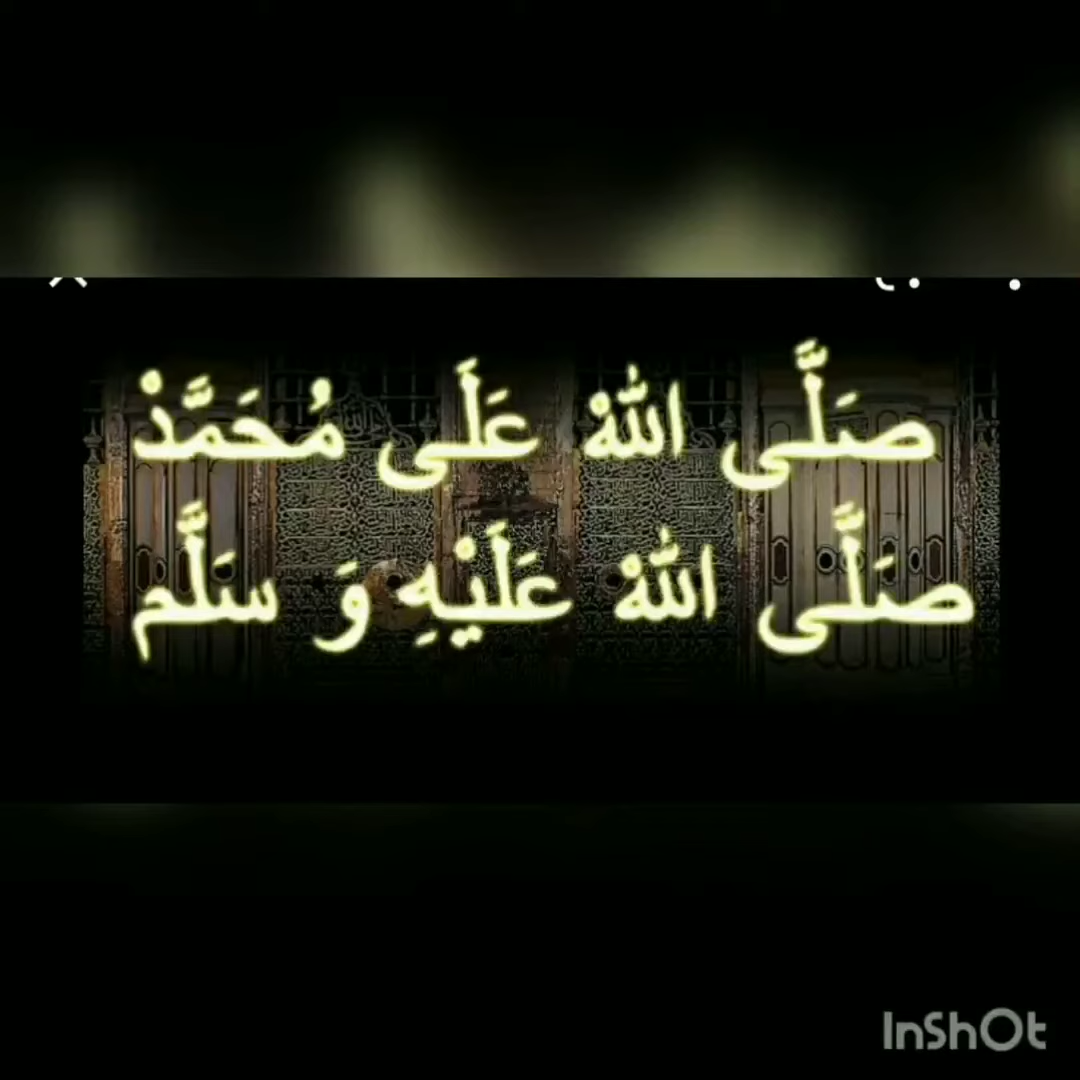 صَلَّى اللهْ عَلَى مُحَمَّدْ
صَلَّى اللهْ عَلَيْهِ وَ سَلَّم
InShOt